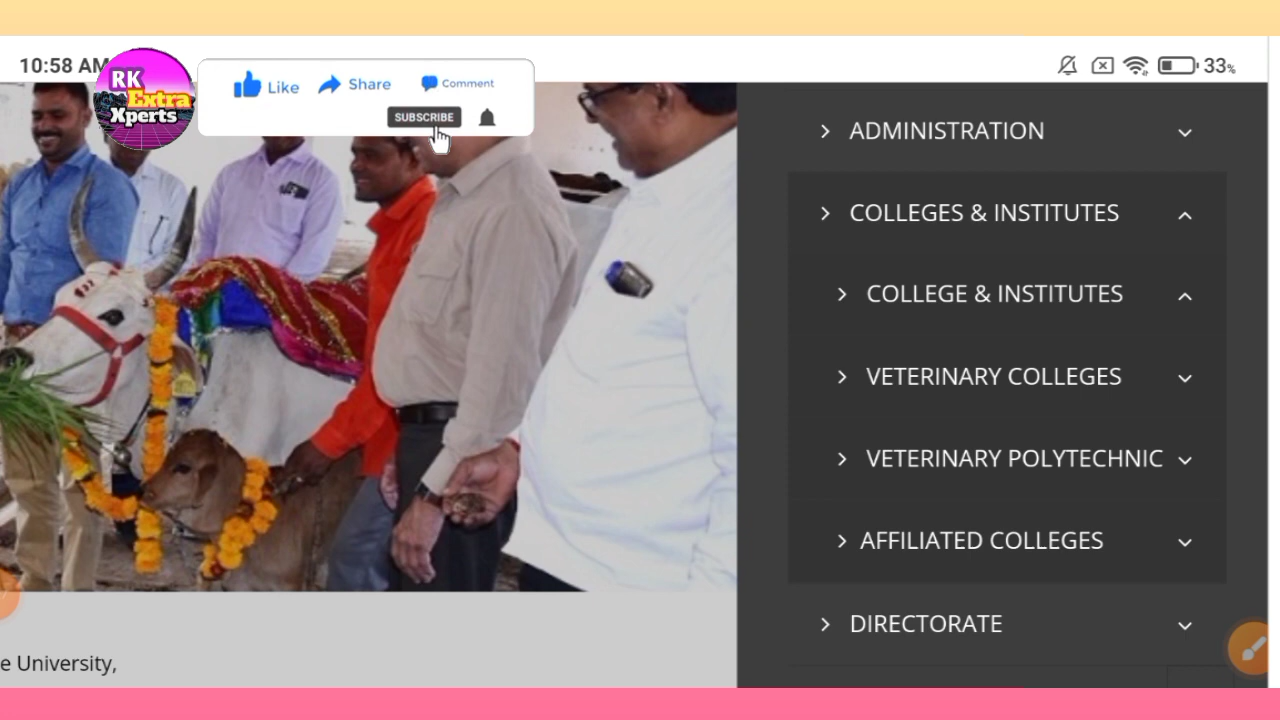 10:58 AM
33%
RK
Extra
Xperts
Like
Share
Comment
SUBSCRIBE
ADMINISTRATION
COLLEGES & INSTITUTES
COLLEGE & INSTITUTES
VETERINARY COLLEGES
VETERINARY POLYTECHNIC
AFFILIATED COLLEGES
DIRECTORATE
e University,